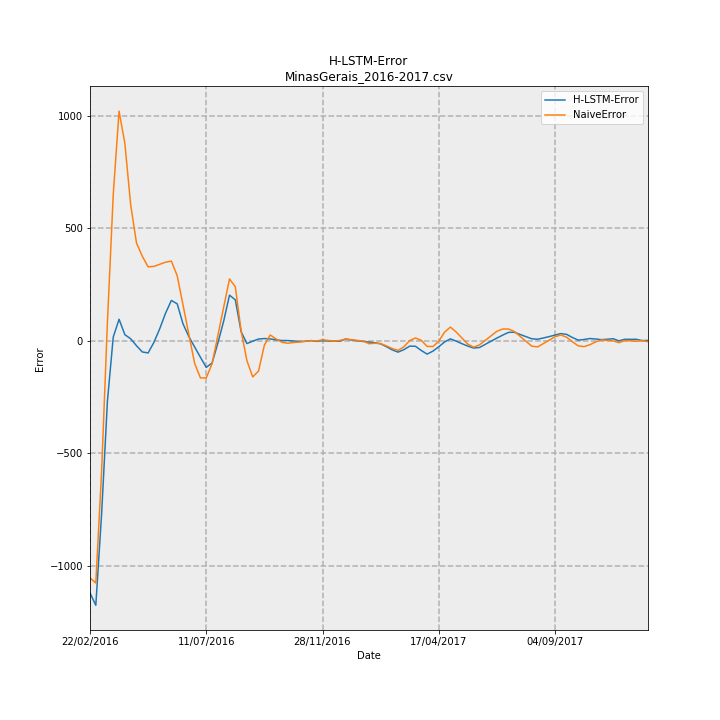 H-LSTM-Error
MinasGerais_2016-2017.csv
H-LSTM-Error
NaiveError
1000
500
0
−500
−1000
Error
22/02/2016
11/07/2016
28/11/2016
17/04/2017
04/09/2017
Date